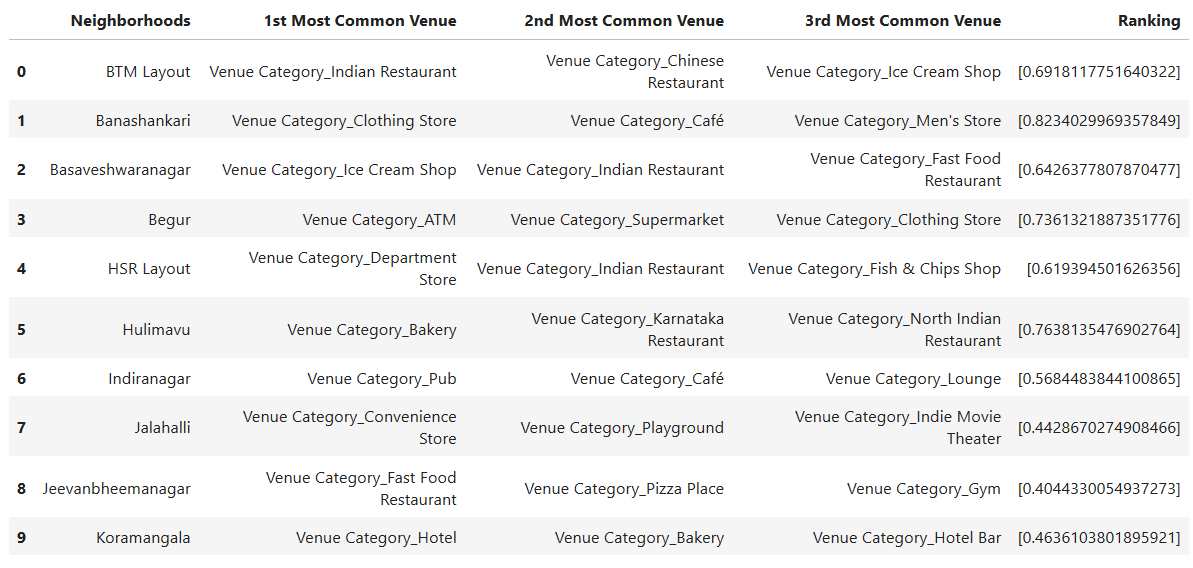 Neighborhoods 1st Most Common Venue 2nd Most Common Venue 3rd Most Common Venue Ranking
0 BTM Layout Venue Category_Indian Restaurant Venue Category_Chinese Restaurant Venue Category_Ice Cream Shop [0.6918117751640322]
1 Banashankari Venue Category_Clothing Store Venue Category_Café Venue Category_Men's Store [0.8234029969357849]
2 Basaveshwaranagar Venue Category_Ice Cream Shop Venue Category_Indian Restaurant Venue Category_Fast Food Restaurant [0.6426377807870477]
3 Begur Venue Category_ATM Venue Category_Supermarket Venue Category_Clothing Store [0.7361321887351776]
4 HSR Layout Venue Category_Department Store Venue Category_Indian Restaurant Venue Category_Fish & Chips Shop [0.619394501626356]
5 Hulimavu Venue Category_Bakery Venue Category_Karnataka Restaurant Venue Category_North Indian Restaurant [0.7638135476902764]
6 Indiranagar Venue Category_Pub Venue Category_Café Venue Category_Lounge [0.5684483844100865]
7 Jalahalli Venue Category_Convenience Store Venue Category_Playground Venue Category_Indie Movie Theater [0.4428670274908466]
8 Jeevanbheemanagar Venue Category_Fast Food Restaurant Venue Category_Pizza Place Venue Category_Gym [0.4044330054937273]
9 Koramangala Venue Category_Hotel Venue Category_Bakery Venue Category_Hotel Bar [0.4636103801895921]